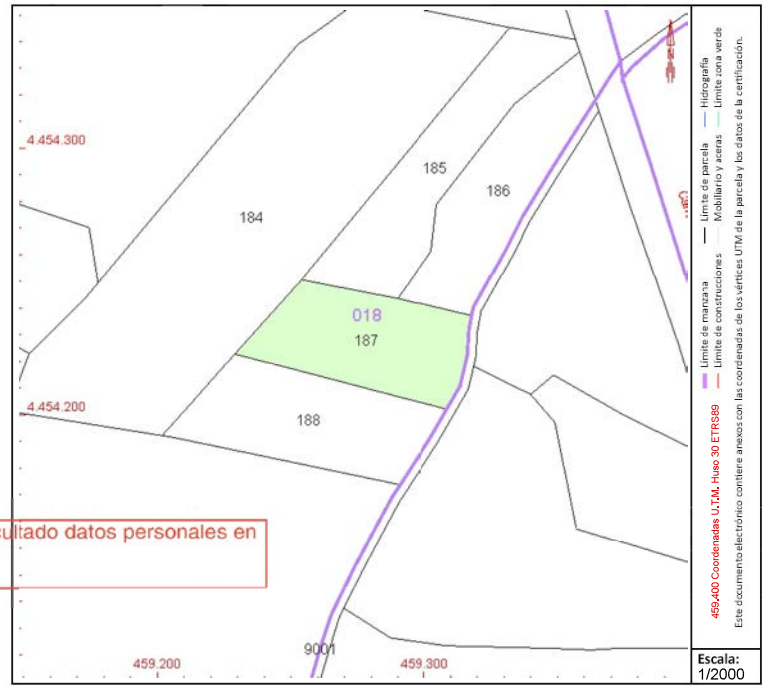 4.454.300
185
186
184
018
187
4.454.200
188
cultado datos personales en
9001
459.200
459.300
Límite de manzana
Límite de parcela
Hidrografía
Límite de construcciones
Mobiliario y aceras
Límite zona verde
459.400 Coordenadas U.T.M. Huso 30 ETRS89
Este documento electrónico contiene anexos con las coordenadas de los vértices UTM de la parcela y los datos de la certificación.
Escala:
1/2000